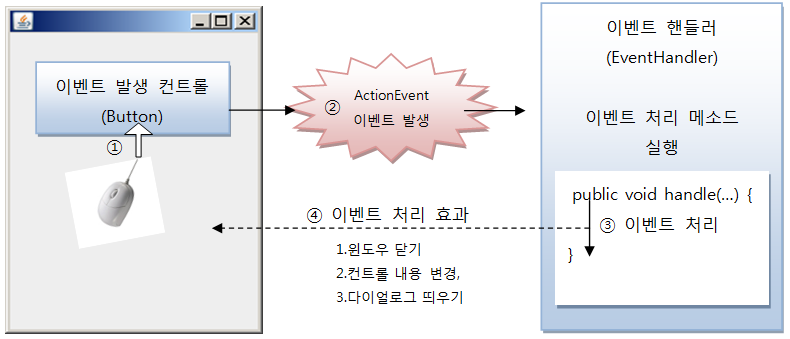 이벤트 발생 컨트롤
(Button)
①
②
ActionEvent
이벤트 발생
이벤트 핸들러
(EventHandler)
이벤트 처리 메소드
실행
public void handle(...) {
③ 이벤트 처리
}
④ 이벤트 처리 효과
1.윈도우 닫기
2.컨트롤 내용 변경,
3.다이얼로그 띄우기